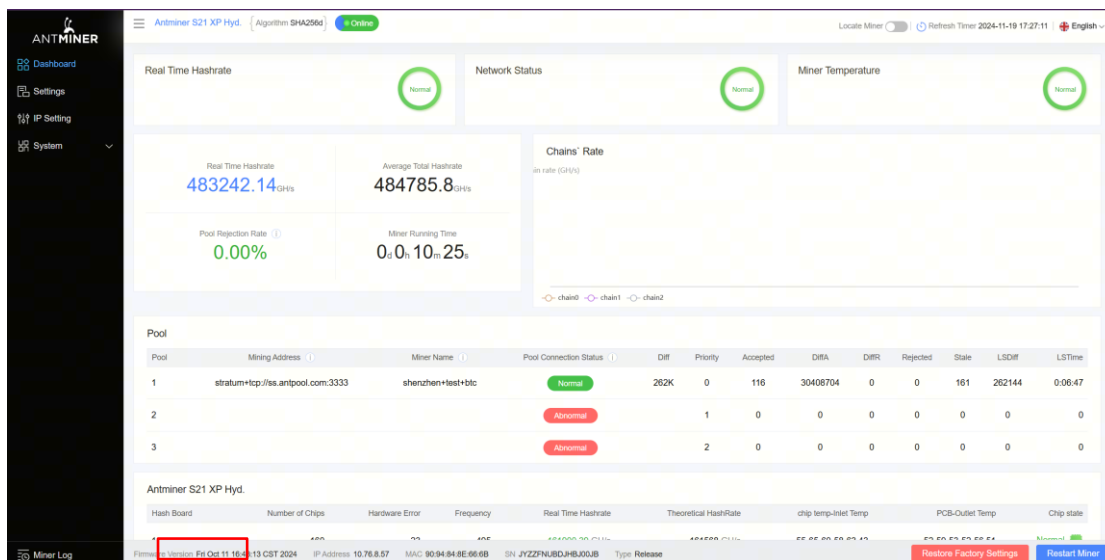 ANTMINER
Antminer S21 XP Hyd. Algorithm SHA256d Online
Locate Miner Refresh Timer 2024-11-19 17:27:11 English
Dashboard
Settings
IP Setting
System
Miner Log
Real Time Hashrate Normal
Network Status Normal
Miner Temperature Normal
Real Time Hashrate
483242.14GH/s
Average Total Hashrate
484785.8GH/s
Pool Rejection Rate
0.00%
Miner Running Time
0d 0h 10m 25s
Chains` Rate
in rate (GH/s)
chain0 chain1 chain2
Pool
Pool Mining Address Miner Name Pool Connection Status Diff Priority Accepted DiffA DiffR Rejected Stale LSDiff LSTime
1 stratum+tcp://ss.antpool.com:3333 shenzhen+test+btc Normal 262K 0 116 30408704 0 0 161 262144 0:06:47
2 Abnormal 1 0 0 0 0 0 0 0
3 Abnormal 2 0 0 0 0 0 0 0
Antminer S21 XP Hyd.
Hash Board Number of Chips Hardware Error Frequency Real Time Hashrate Theoretical HashRate chip temp-Inlet Temp PCB-Outlet Temp Chip state
Firmware Version Fri Oct 11 CST 2024 IP Address 10.76.8.57 MAC 90:94:84:8E:66:6B SN JYZZFNUBDJHBJ00JB Type Release
Restore Factory Settings Restart Miner